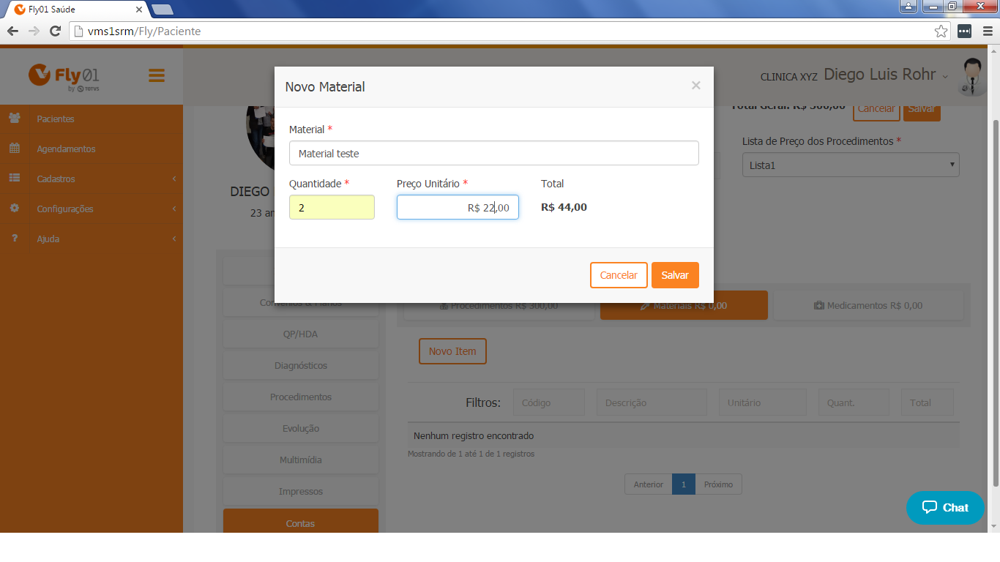 Fly01 Saúde
vms1srm/Fly/Paciente
Fly01
by TOTVS
CLINICA XYZ Diego Luis Rohr
Pacientes
Agendamentos
Cadastros
Configurações
Ajuda
Novo Material
×
Material *
Material teste
Quantidade * Preço Unitário * Total
2 R$ 22,00 R$ 44,00
Cancelar Salvar
Total Geral: R$ 300,00 Cancelar Salvar
Lista de Preço dos Procedimentos *
Lista1
DIEGO
23 an
Convênios & Planos
QP/HDA
Diagnósticos
Procedimentos
Evolução
Multimídia
Impressos
Contas
Procedimentos R$ 300,00 Materiais R$ 0,00 Medicamentos R$ 0,00
Novo Item
Filtros: Código Descrição Unitário Quant. Total
Nenhum registro encontrado
Mostrando de 1 até 1 de 1 registros
Anterior 1 Próximo
Chat